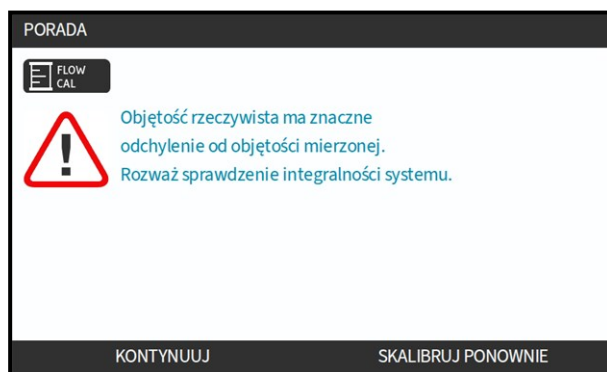 PORADA
FLOW
CAL
Objętość rzeczywista ma znaczne
odchylenie od objętości mierzonej.
Rozważ sprawdzenie integralności systemu.
KONTYNUUJ SKALIBRUJ PONOWNIE